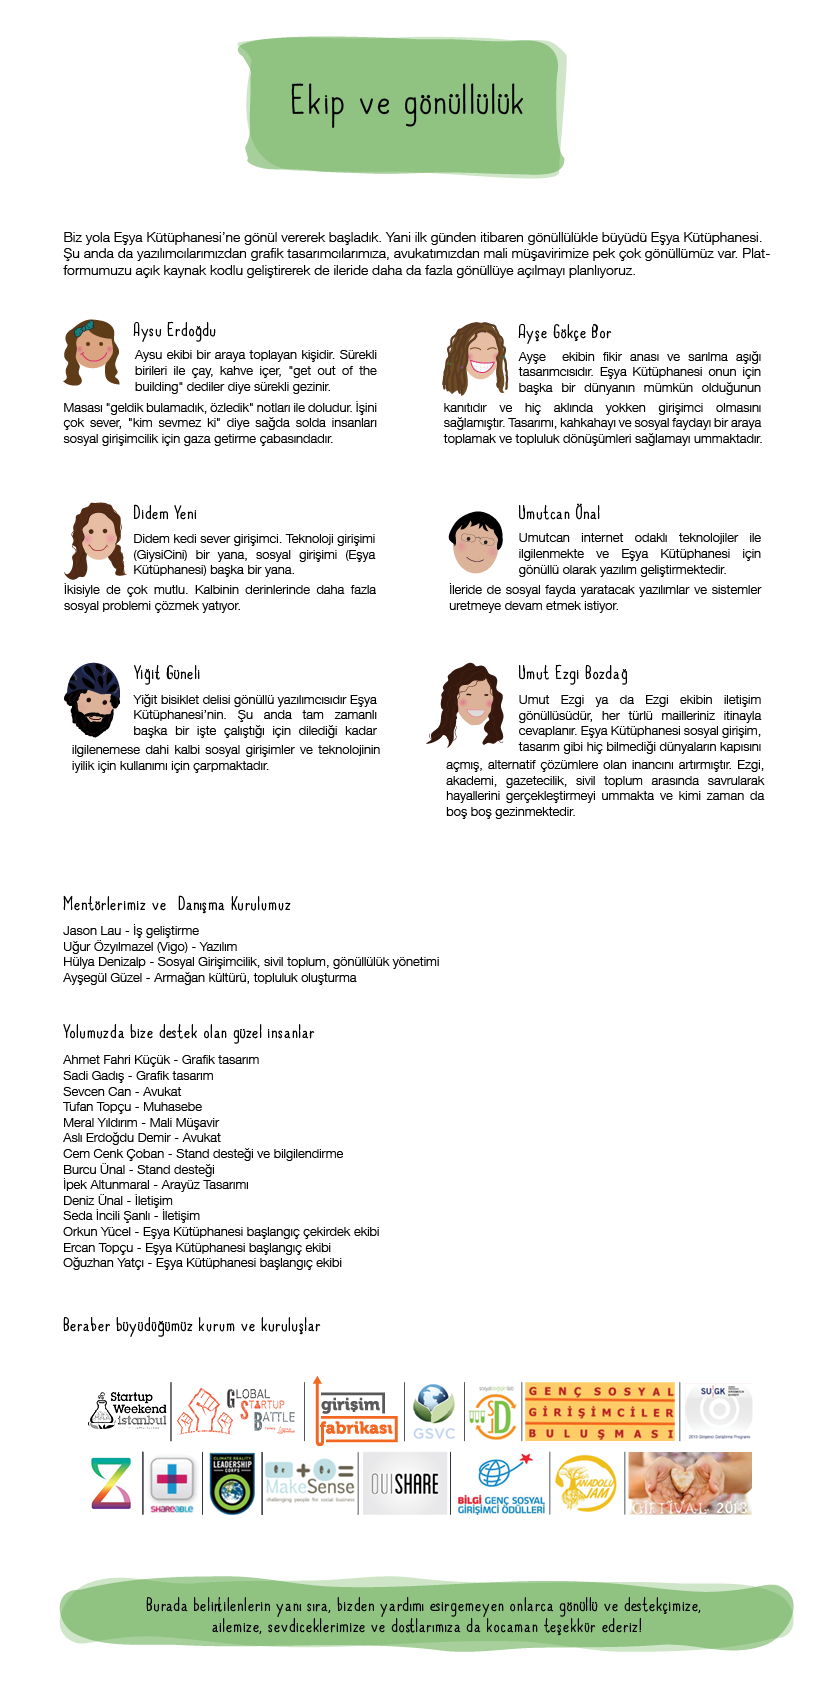 Ekip ve gönüllülük
Biz yola Eşya Kütüphanesi'ne gönül vererek başladık. Yani ilk günden itibaren gönüllülükle büyüdü Eşya Kütüphanesi.
Şu anda da yazılımcılarımızdan grafik tasarımcılarımıza, avukatımızdan mali müşavirimize pek çok gönüllümüz var. Plat-
formumuzu açık kaynak kodlu geliştirerek de ileride daha da fazla gönüllüye açılmayı planlıyoruz.
Aysu Erdoğdu
Aysu ekibi bir araya toplayan kişidir. Sürekli
birileri ile çay, kahve içer, "get out of the
building" dediler diye sürekli gezinir.
Masası "geldik bulamadık, özledik" notları ile doludur. İşini
çok sever, "kim sevmez ki" diye sağda solda insanları
sosyal girişimcilik için gaza getirme çabasındadır.
Ayşe Gökçe Bor
Ayşe ekibin fikir anası ve sarılma aşığı
tasarımcısıdır. Eşya Kütüphanesi onun için
başka bir dünyanın mümkün olduğunun
kanıtıdır ve hiç aklında yokken girişimci olmasını
sağlamıştır. Tasarımı, kahkahayı ve sosyal faydayı bir araya
toplamak ve topluluk dönüşümleri sağlamayı ummaktadır.
Didem Yeni
Didem kedi sever girişimci. Teknoloji girişimi
(GiysiCini) bir yana, sosyal girişimi (Eşya
Kütüphanesi) başka bir yana.
İkisiyle de çok mutlu. Kalbinin derinlerinde daha fazla
sosyal problemi çözmek yatıyor.
Umutcan Önal
Umutcan internet odaklı teknolojiler ile
ilgilenmekte ve Eşya Kütüphanesi için
gönüllü olarak yazılım geliştirmektedir.
İleride de sosyal fayda yaratacak yazılımlar ve sistemler
uretmeye devam etmek istiyor.
Yiğit Güneli
Yiğit bisiklet delisi gönüllü yazılımcısıdır Eşya
Kütüphanesi'nin. Şu anda tam zamanlı
başka bir işte çalıştığı için dilediği kadar
ilgilenemese dahi kalbi sosyal girişimler ve teknolojinin
iyilik için kullanımı için çarpmaktadır.
Umut Ezgi Bozdağ
Umut Ezgi ya da Ezgi ekibin iletişim
gönüllüsüdür, her türlü mailleriniz itinayla
cevaplanır. Eşya Kütüphanesi sosyal girişim,
tasarım gibi hiç bilmediği dünyaların kapısını
açmış, alternatif çözümlere olan inancını artırmıştır. Ezgi,
akademi, gazetecilik, sivil toplum arasında savrularak
hayallerini gerçekleştirmeyi ummakta ve kimi zaman da
boş boş gezinmektedir.
Mentörlerimiz ve Danışma Kurulumuz
Jason Lau - İş geliştirme
Uğur Özyılmazel (Vigo) - Yazılım
Hülya Denizalp - Sosyal Girişimcilik, sivil toplum, gönüllülük yönetimi
Ayşegül Güzel - Armağan kültürü, topluluk oluşturma
Yolumuzda bize destek olan güzel insanlar
Ahmet Fahri Küçük - Grafik tasarım
Sadi Gadış - Grafik tasarım
Sevcen Can - Avukat
Tufan Topçu - Muhasebe
Meral Yıldırım - Mali Müşavir
Aslı Erdoğdu Demir - Avukat
Cem Cenk Çoban - Stand desteği ve bilgilendirme
Burcu Ünal - Stand desteği
İpek Altunmaral - Arayüz Tasarımı
Deniz Ünal - İletişim
Seda İncili Şanlı - İletişim
Orkun Yücel - Eşya Kütüphanesi başlangıç çekirdek ekibi
Ercan Topçu - Eşya Kütüphanesi başlangıç ekibi
Oğuzhan Yatçı - Eşya Kütüphanesi başlangıç ekibi
Beraber büyüdüğümüz kurum ve kuruluşlar
Startup
Weekend
istanbul
GLOBAL
STARTUP
BATTLE
girişim
fabrikası
GSVC
3D
GENÇ SOSYAL
GİRİŞİMCİLER
BULUŞMASI
SUGK
2013 Girişimci Geliştirme Programı
SHAREABLE
CLIMATE REALITY
LEADERSHIP
CORPS
MakeSense
challenging people for social business
OUISHARE
BİLGİ GENÇ SOSYAL
GİRİŞİMCİ ÖDÜLLERİ
ANADOLU
JAM
GIFTIVAL 2013
Burada belirtilenlerin yanı sıra, bizden yardımı esirgemeyen onlarca gönüllü ve destekçimize,
ailemize, sevdiceklerimize ve dostlarımıza da kocaman teşekkür ederiz!